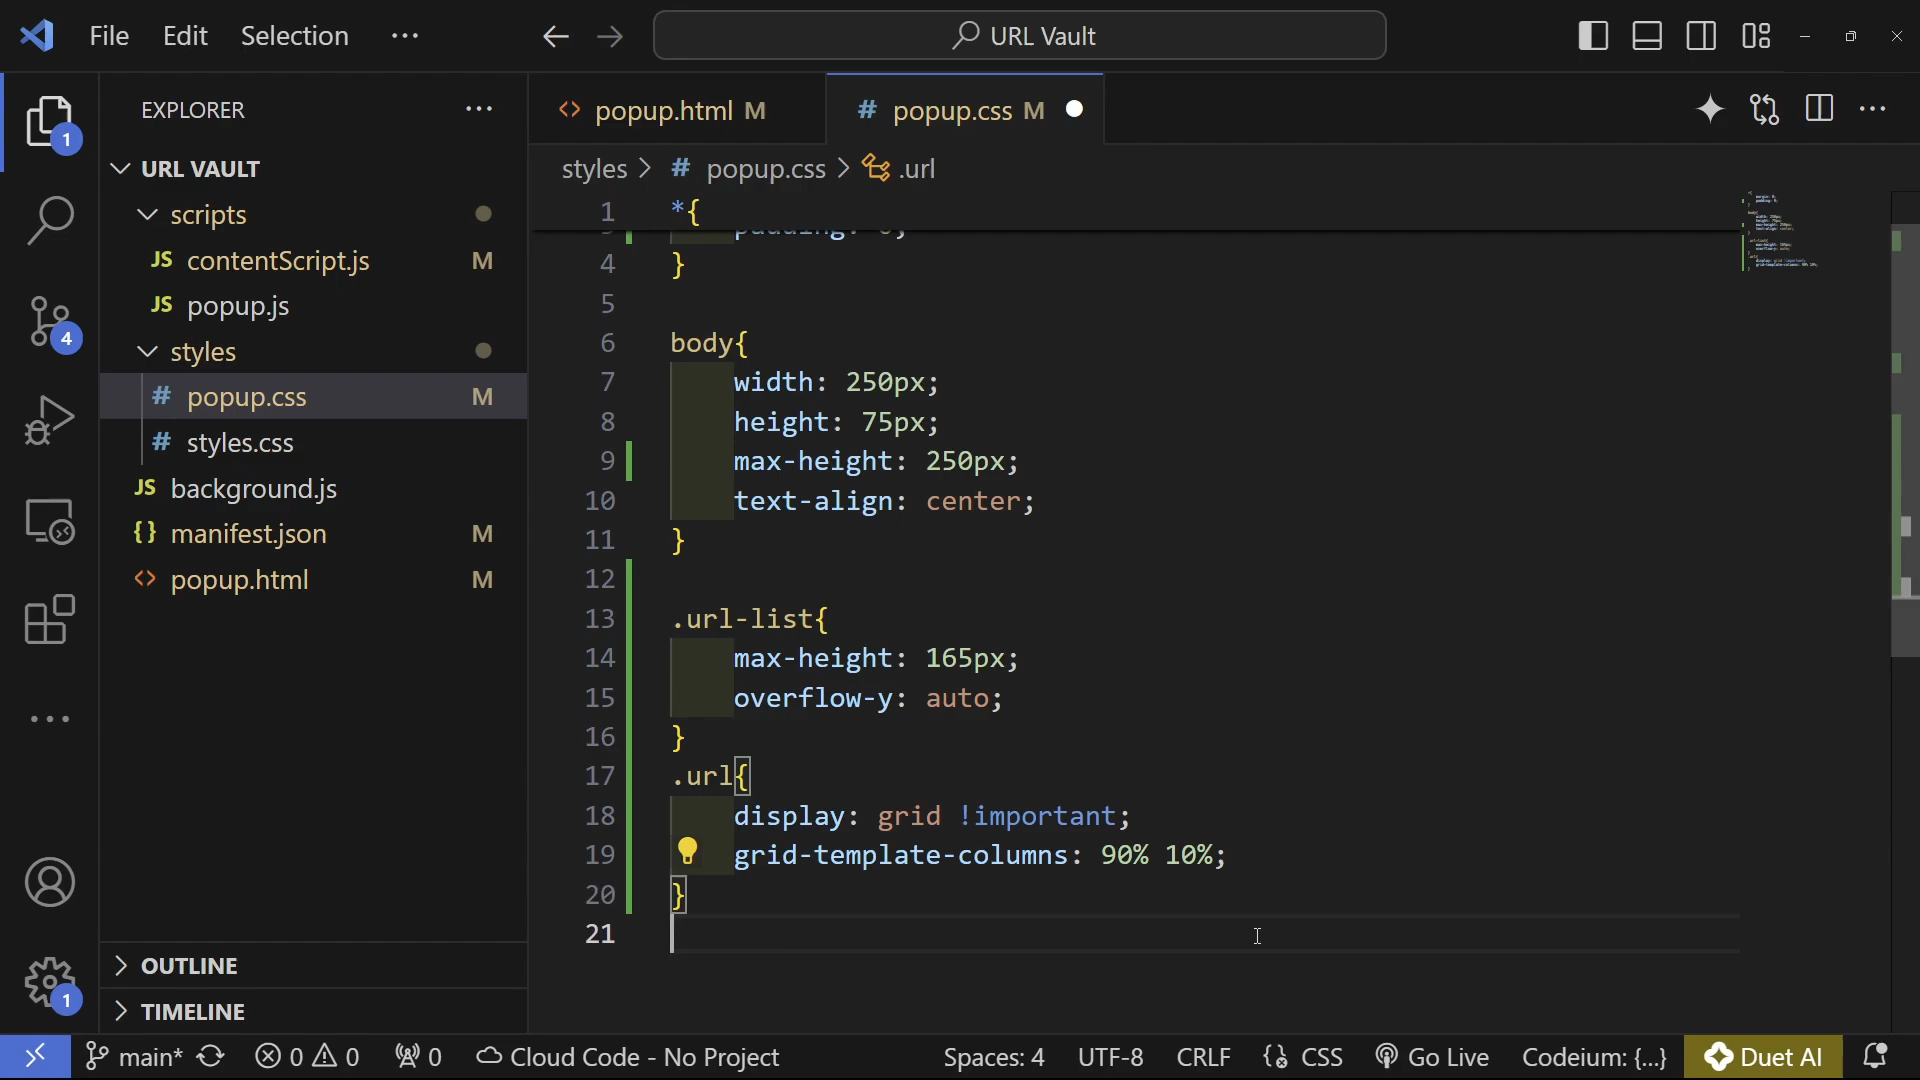 File Edit Selection ···
URL Vault
EXPLORER ···
URL VAULT
scripts
JS contentScript.js M
JS popup.js
styles
# popup.css M
# styles.css
JS background.js
{} manifest.json M
<> popup.html M
OUTLINE
TIMELINE
1
4
1
<> popup.html M
# popup.css M
styles > # popup.css > .url
1 *{
4 }
5
6 body{
7 width: 250px;
8 height: 75px;
9 max-height: 250px;
10 text-align: center;
11 }
12
13 .url-list{
14 max-height: 165px;
15 overflow-y: auto;
16 }
17 .url{
18 display: grid !important;
19 grid-template-columns: 90% 10%;
20 }
21
main* 0 0 0 Cloud Code - No Project Spaces: 4 UTF-8 CRLF CSS Go Live Codeium: {...} Duet AI